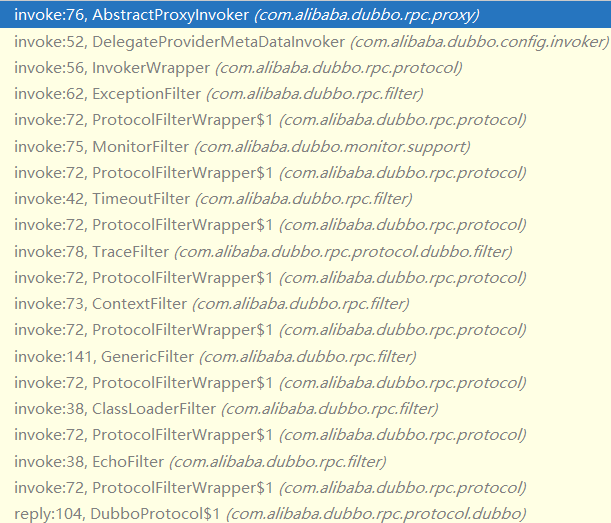 invoke:76, AbstractProxyInvoker (com.alibaba.dubbo.rpc.proxy)
invoke:52, DelegateProviderMetaDataInvoker (com.alibaba.dubbo.config.invoker)
invoke:56, InvokerWrapper (com.alibaba.dubbo.rpc.protocol)
invoke:62, ExceptionFilter (com.alibaba.dubbo.rpc.filter)
invoke:72, ProtocolFilterWrapper$1 (com.alibaba.dubbo.rpc.protocol)
invoke:75, MonitorFilter (com.alibaba.dubbo.monitor.support)
invoke:72, ProtocolFilterWrapper$1 (com.alibaba.dubbo.rpc.protocol)
invoke:42, TimeoutFilter (com.alibaba.dubbo.rpc.filter)
invoke:72, ProtocolFilterWrapper$1 (com.alibaba.dubbo.rpc.protocol)
invoke:78, TraceFilter (com.alibaba.dubbo.rpc.protocol.dubbo.filter)
invoke:72, ProtocolFilterWrapper$1 (com.alibaba.dubbo.rpc.protocol)
invoke:73, ContextFilter (com.alibaba.dubbo.rpc.filter)
invoke:72, ProtocolFilterWrapper$1 (com.alibaba.dubbo.rpc.protocol)
invoke:141, GenericFilter (com.alibaba.dubbo.rpc.filter)
invoke:72, ProtocolFilterWrapper$1 (com.alibaba.dubbo.rpc.protocol)
invoke:38, ClassLoaderFilter (com.alibaba.dubbo.rpc.filter)
invoke:72, ProtocolFilterWrapper$1 (com.alibaba.dubbo.rpc.protocol)
invoke:38, EchoFilter (com.alibaba.dubbo.rpc.filter)
invoke:72, ProtocolFilterWrapper$1 (com.alibaba.dubbo.rpc.protocol)
reply:104, DubboProtocol$1 (com.alibaba.dubbo.rpc.protocol.dubbo)